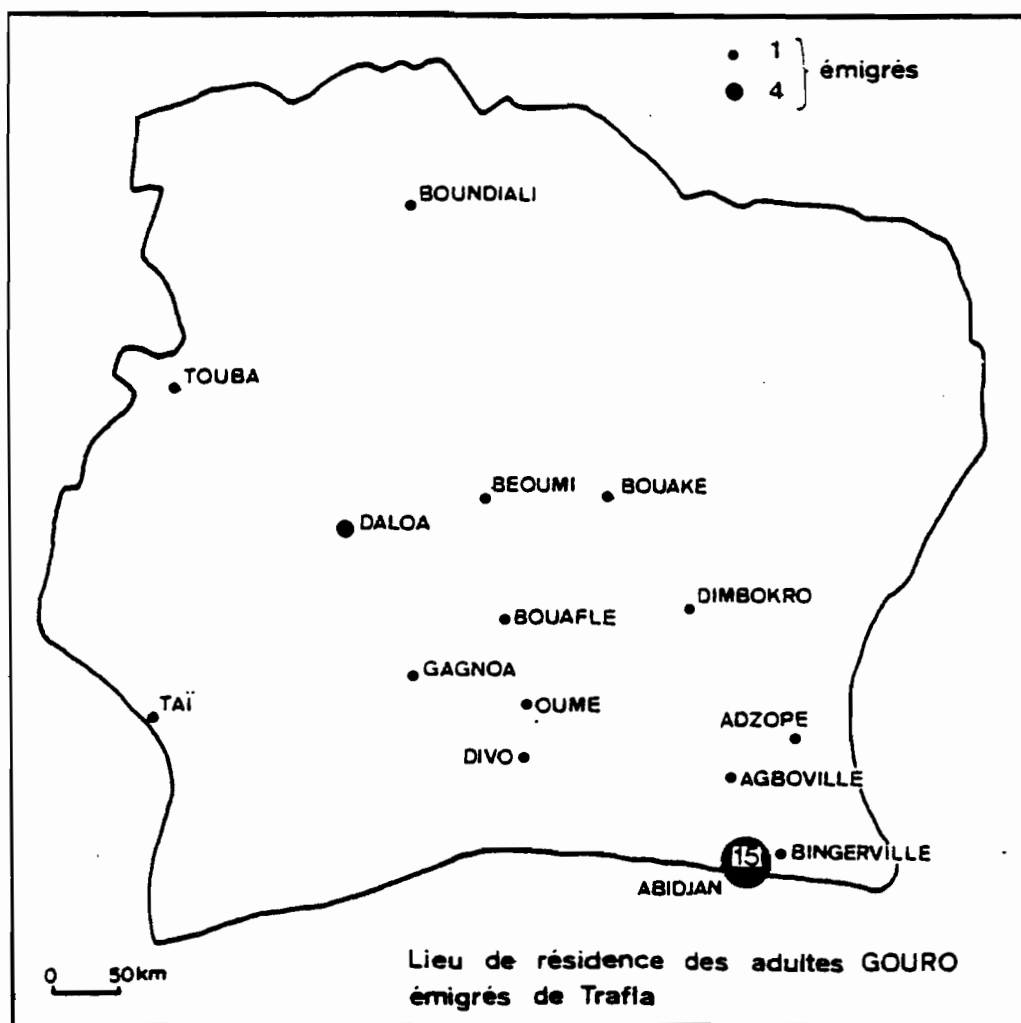 1
émigrés
4
BOUNDIALI
TOUBA
BEOUMI
BOUAKE
DALOA
DIMBOKRO
BOUAFLE
GAGNOA
TAÏ
OUME
ADZOPE
DIVO
AGBOVILLE
15
BINGERVILLE
ABIDJAN
0 50km
Lieu de résidence des adultes GOURO
émigrés de Trafla